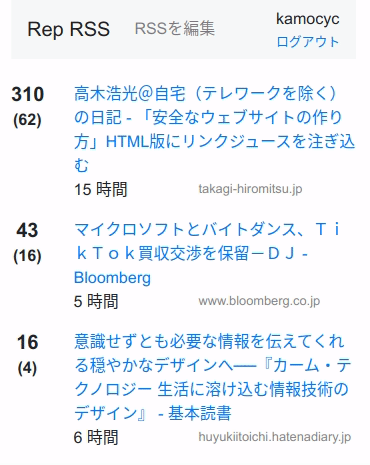 Rep RSS RSSを編集 kamocyc
ログアウト
310
(62)
高木浩光＠自宅（テレワークを除く）
の日記 - 「安全なウェブサイトの作り
方」HTML版にリンクジュースを注ぎ込
む
15 時間 takagi-hiromitsu.jp
43
(16)
マイクロソフトとバイトダンス、Ｔｉ
ｋＴｏｋ買収交渉を保留－ＤＪ -
Bloomberg
5 時間 www.bloomberg.co.jp
16
(4)
意識せずとも必要な情報を伝えてくれ
る穏やかなデザインへ──『カーム・テ
クノロジー 生活に溶け込む情報技術の
デザイン』 - 基本読書
6 時間 huyukiitoichi.hatenadiary.jp